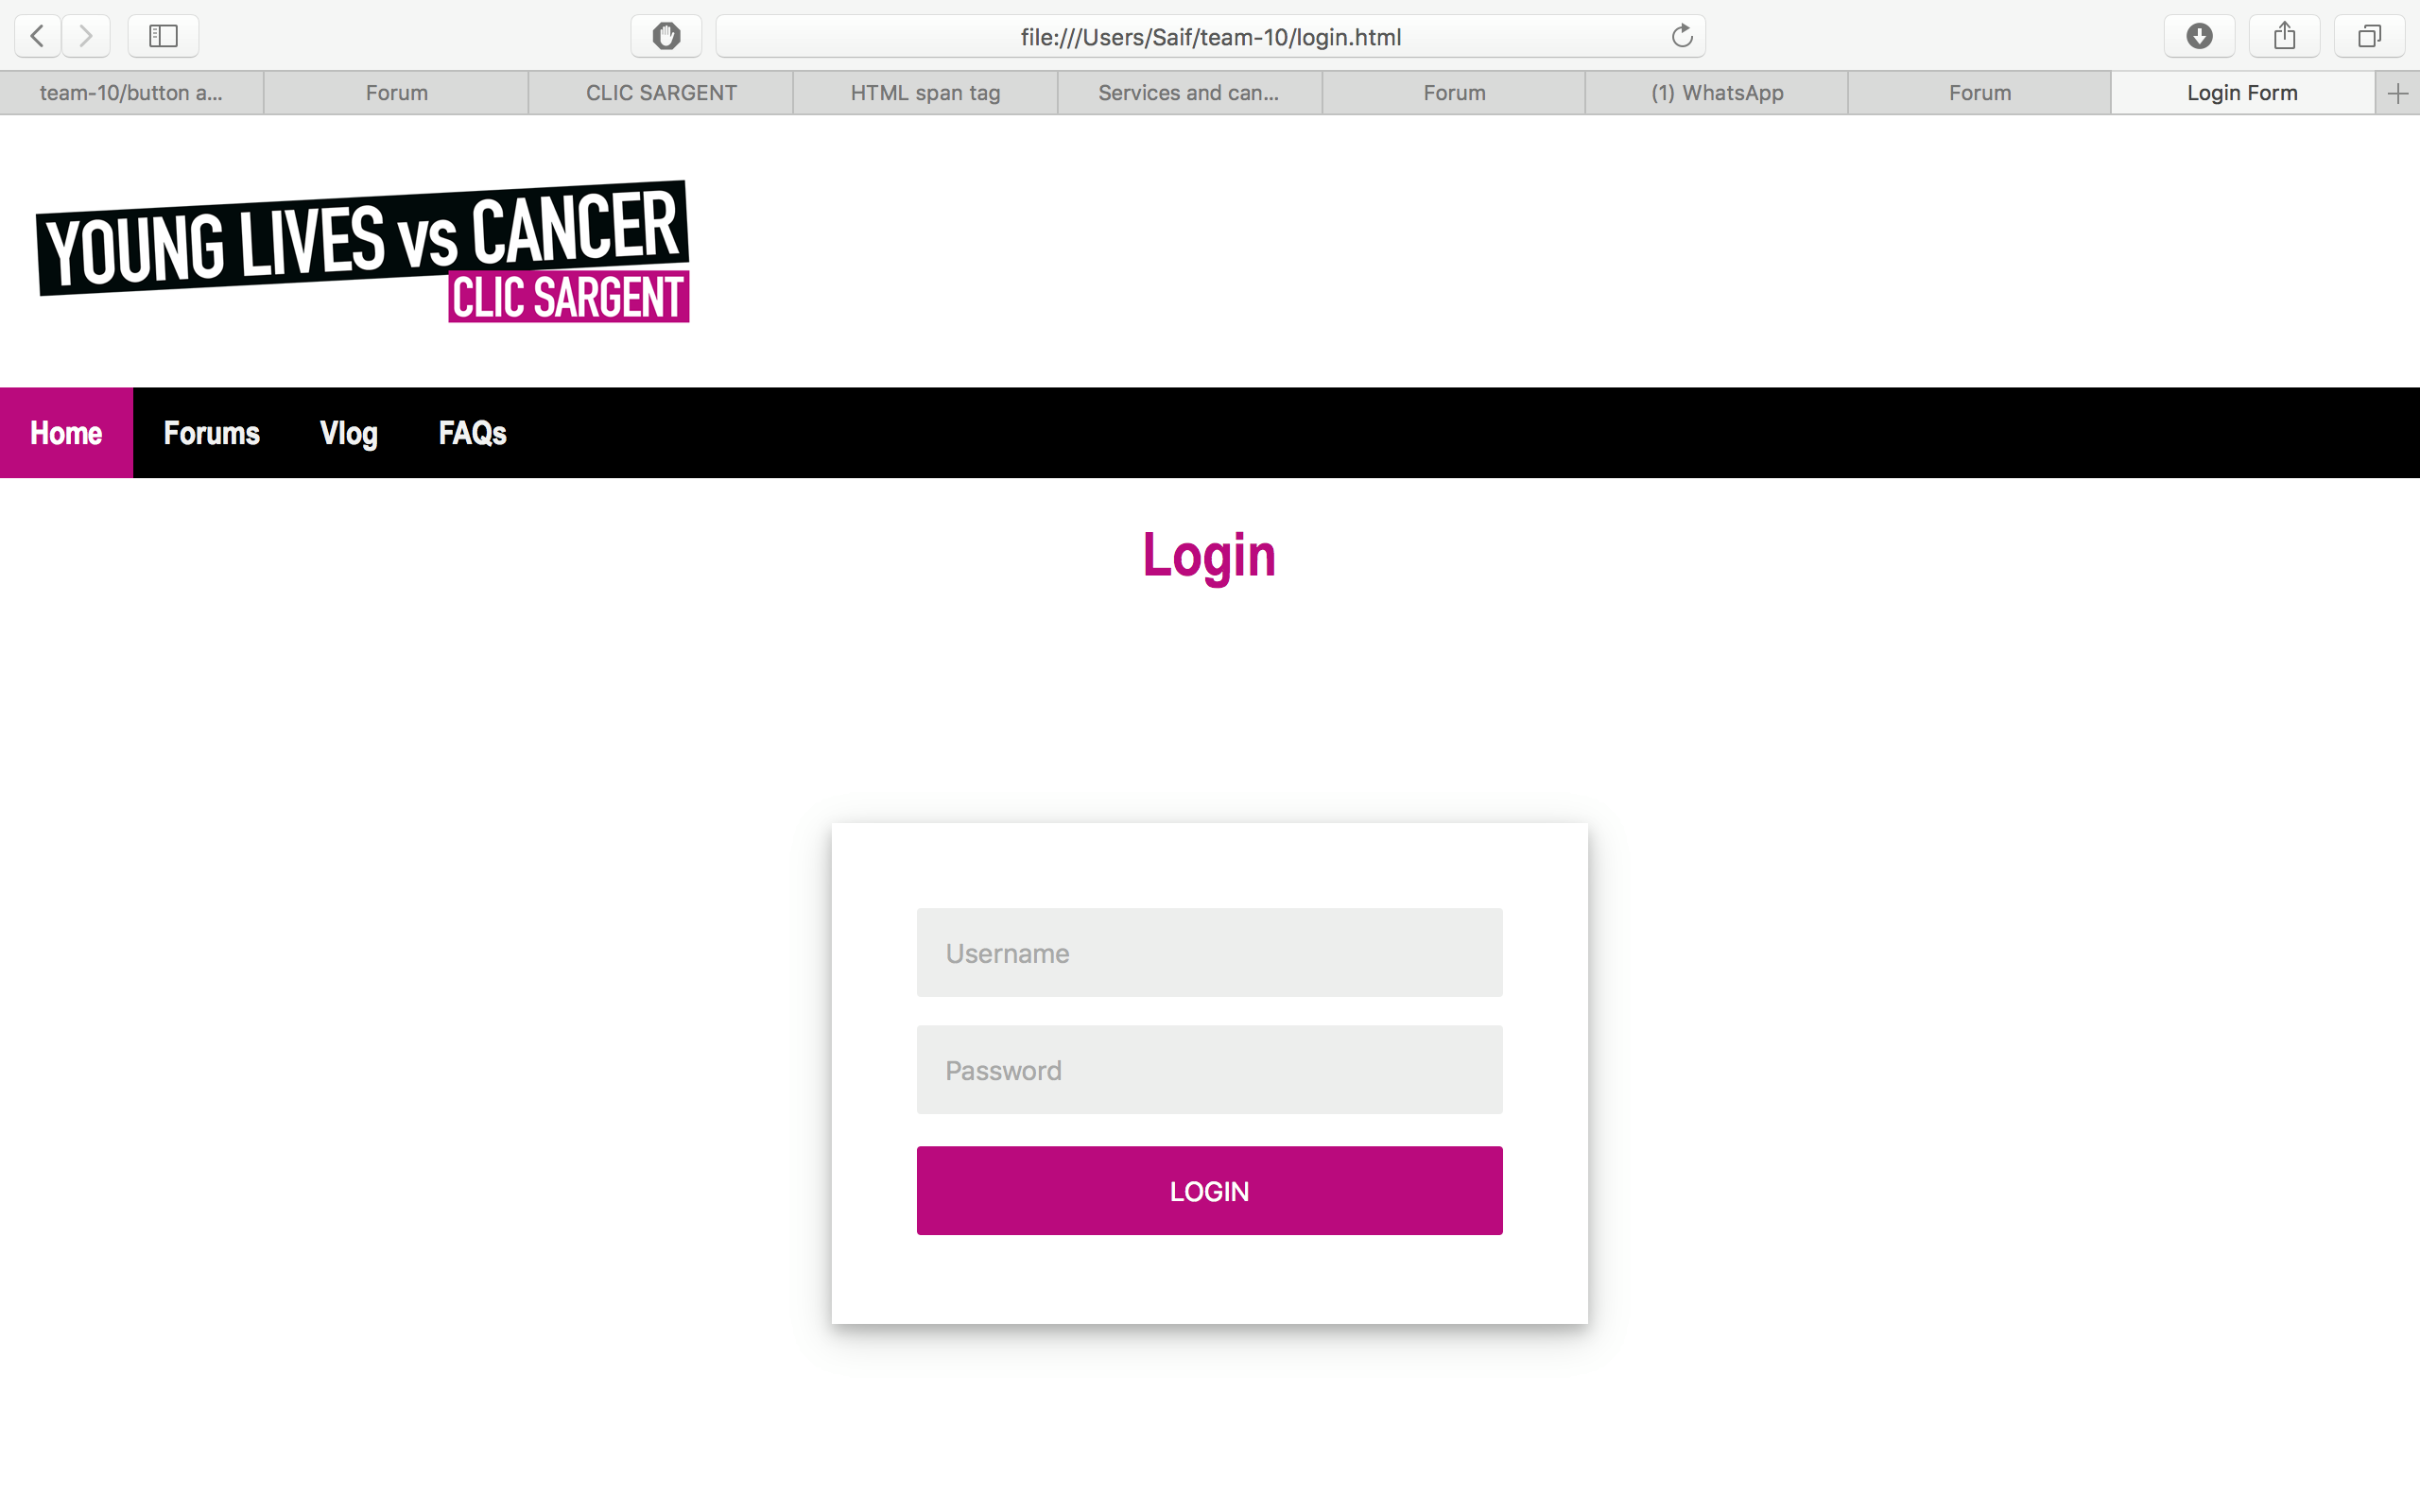 file:///Users/Saif/team-10/login.html
team-10/button a... Forum CLIC SARGENT HTML span tag Services and can... Forum (1) WhatsApp Forum Login Form
YOUNG LIVES vs CANCER
CLIC SARGENT
Home Forums Vlog FAQs
Login
Username
Password
LOGIN